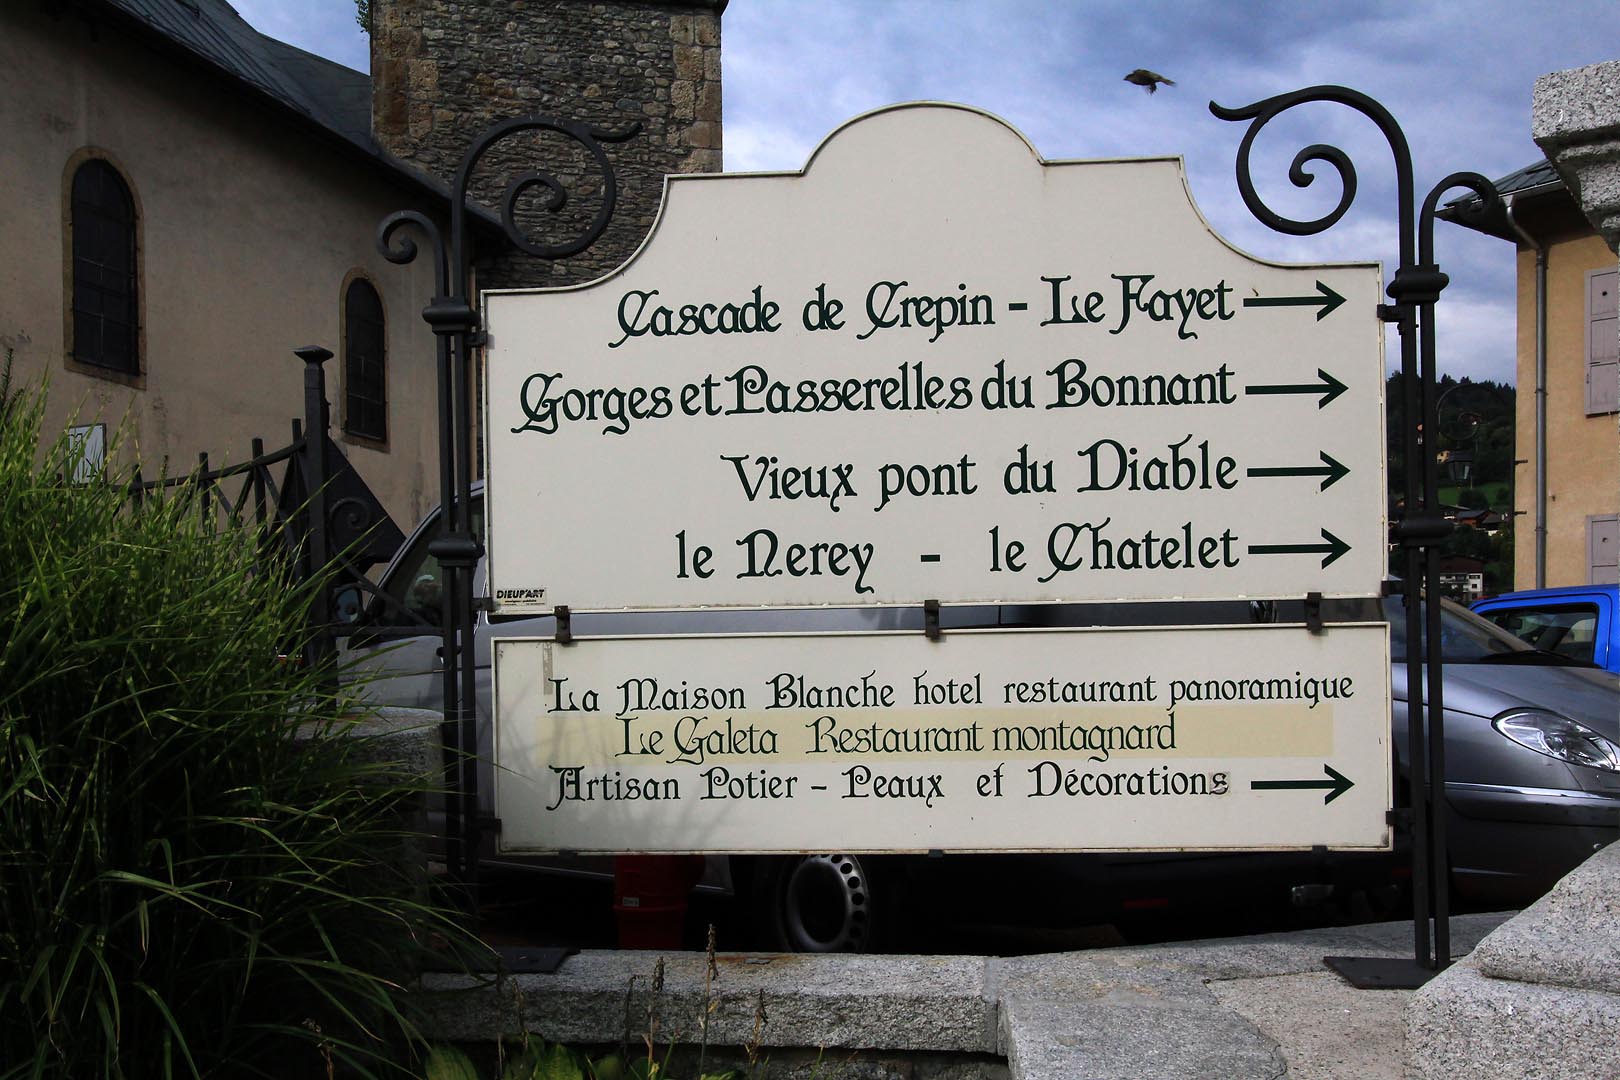 Cascade de Crepin - Le Fayet
Gorges et Passerelles du Bonnant
Vieux pont du Diable
le Nerey - le Chatelet
DIEUP'ART
La Maison Blanche hotel restaurant panoramique
Le Galeta Restaurant montagnard
Artisan Potier - Peaux et Décorations